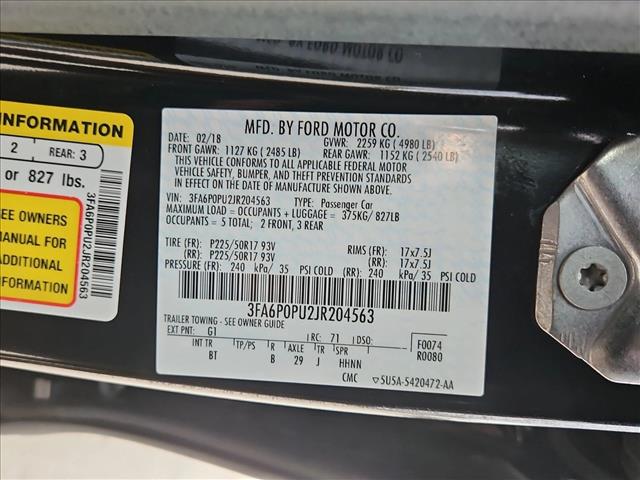 BY FORD MOTOR CO
INFORMATION
2 REAR: 3
or 827 lbs.
SEE OWNERS
MANUAL FOR
ADDITIONAL
INFORMATION
3FA6P0PU2JR204563
MFD. BY FORD MOTOR CO.
DATE: 02/18 GVWR: 2259 KG ( 4980 LB)
FRONT GAWR: 1127 KG ( 2485 LB) REAR GAWR: 1152 KG ( 2540 LB)
THIS VEHICLE CONFORMS TO ALL APPLICABLE FEDERAL MOTOR
VEHICLE SAFETY, BUMPER, AND THEFT PREVENTION STANDARDS
IN EFFECT ON THE DATE OF MANUFACTURE SHOWN ABOVE.
VIN: 3FA6P0PU2JR204563 TYPE: Passenger Car
MAXIMUM LOAD = OCCUPANTS + LUGGAGE = 375KG/ 827LB
OCCUPANTS = 5 TOTAL; 2 FRONT, 3 REAR
TIRE (FR): P225/50R17 93V RIMS (FR): 17x7.5J
(RR): P225/50R17 93V (RR): 17x7.5J
PRESSURE (FR): 240 kPa/ 35 PSI COLD (RR): 240 kPa/ 35 PSI COLD
3FA6P0PU2JR204563
TRAILER TOWING - SEE OWNER GUIDE
EXT PNT: G1 RC: 71 DSO: F0074
INT TR TP/PS R AXLE TR SPR R0080
BT B 29 J HHNN
CMC 5U5A-5420472-AA